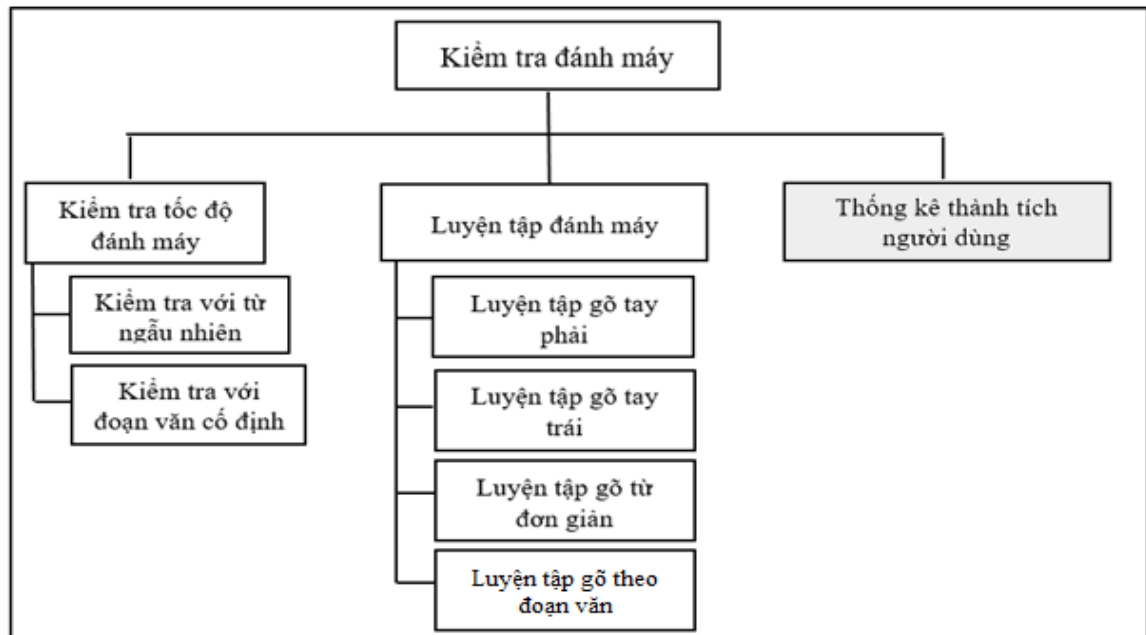 Kiểm tra đánh máy
Kiểm tra tốc độ
đánh máy
Kiểm tra với từ
ngẫu nhiên
Kiểm tra với
đoạn văn cố định
Luyện tập đánh máy
Luyện tập gõ tay
phải
Luyện tập gõ tay
trái
Luyện tập gõ từ
đơn giản
Luyện tập gõ theo
đoạn văn
Thống kê thành tích
người dùng